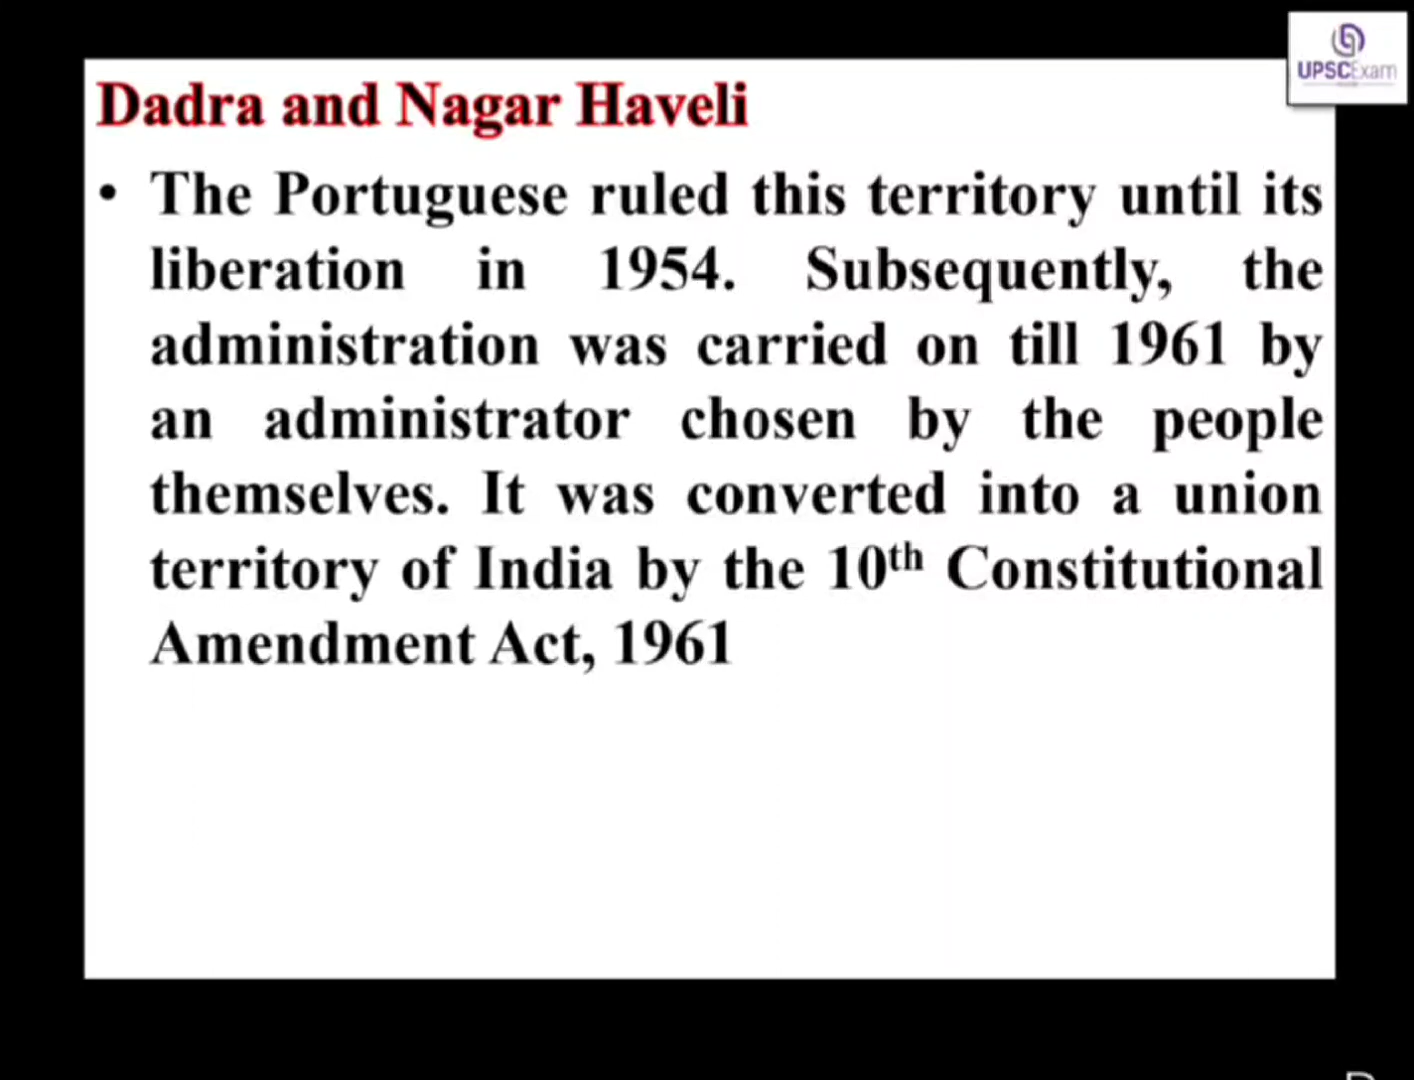 UPSCExam
Dadra and Nagar Haveli
• The Portuguese ruled this territory until its
liberation in 1954. Subsequently, the
administration was carried on till 1961 by
an administrator chosen by the people
themselves. It was converted into a union
territory of India by the 10th Constitutional
Amendment Act, 1961